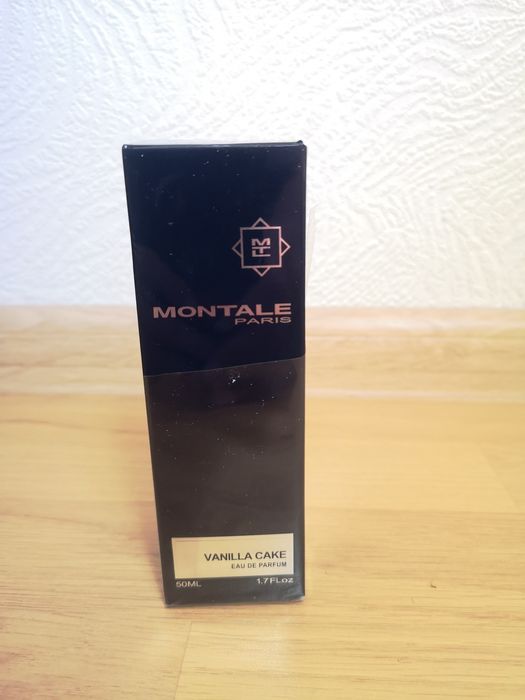 MONTALE
PARIS
VANILLA CAKE
EAU DE PARFUM
50ML 1.7FLoz